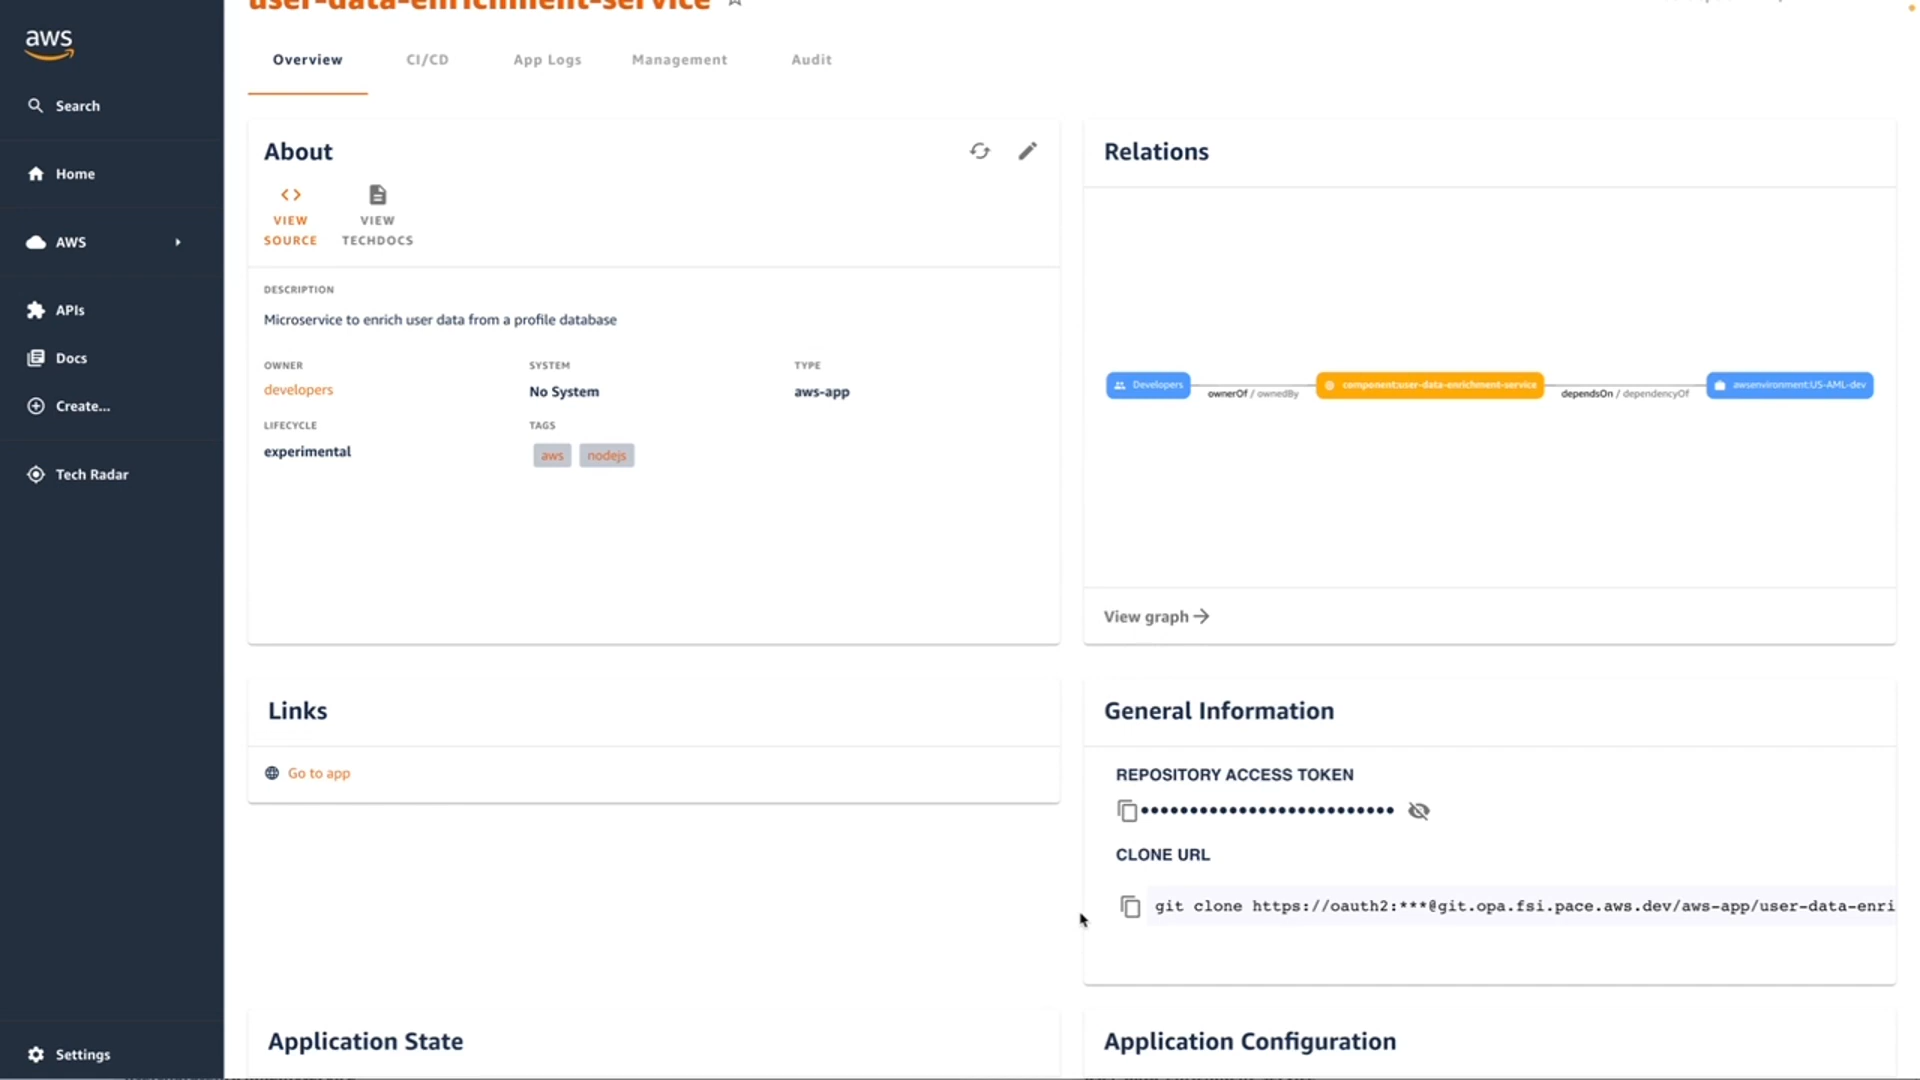 user-data-enrichment-service
aws
Search
Home
AWS
APIs
Docs
Create...
Tech Radar
Settings
Overview
CI/CD
App Logs
Management
Audit
About
VIEW
SOURCE
VIEW
TECHDOCS
DESCRIPTION
Microservice to enrich user data from a profile database
OWNER
developers
SYSTEM
No System
TYPE
aws-app
LIFECYCLE
experimental
TAGS
aws
nodejs
Relations
Developers
ownerOf / ownedBy
component:user-data-enrichment-service
dependsOn / dependencyOf
awsenvironment:US-AML-dev
View graph
Links
Go to app
General Information
REPOSITORY ACCESS TOKEN
••••••••••••••••••••••••••
CLONE URL
git clone https://oauth2:***@git.opa.fsi.pace.aws.dev/aws-app/user-data-enri
Application State
Application Configuration